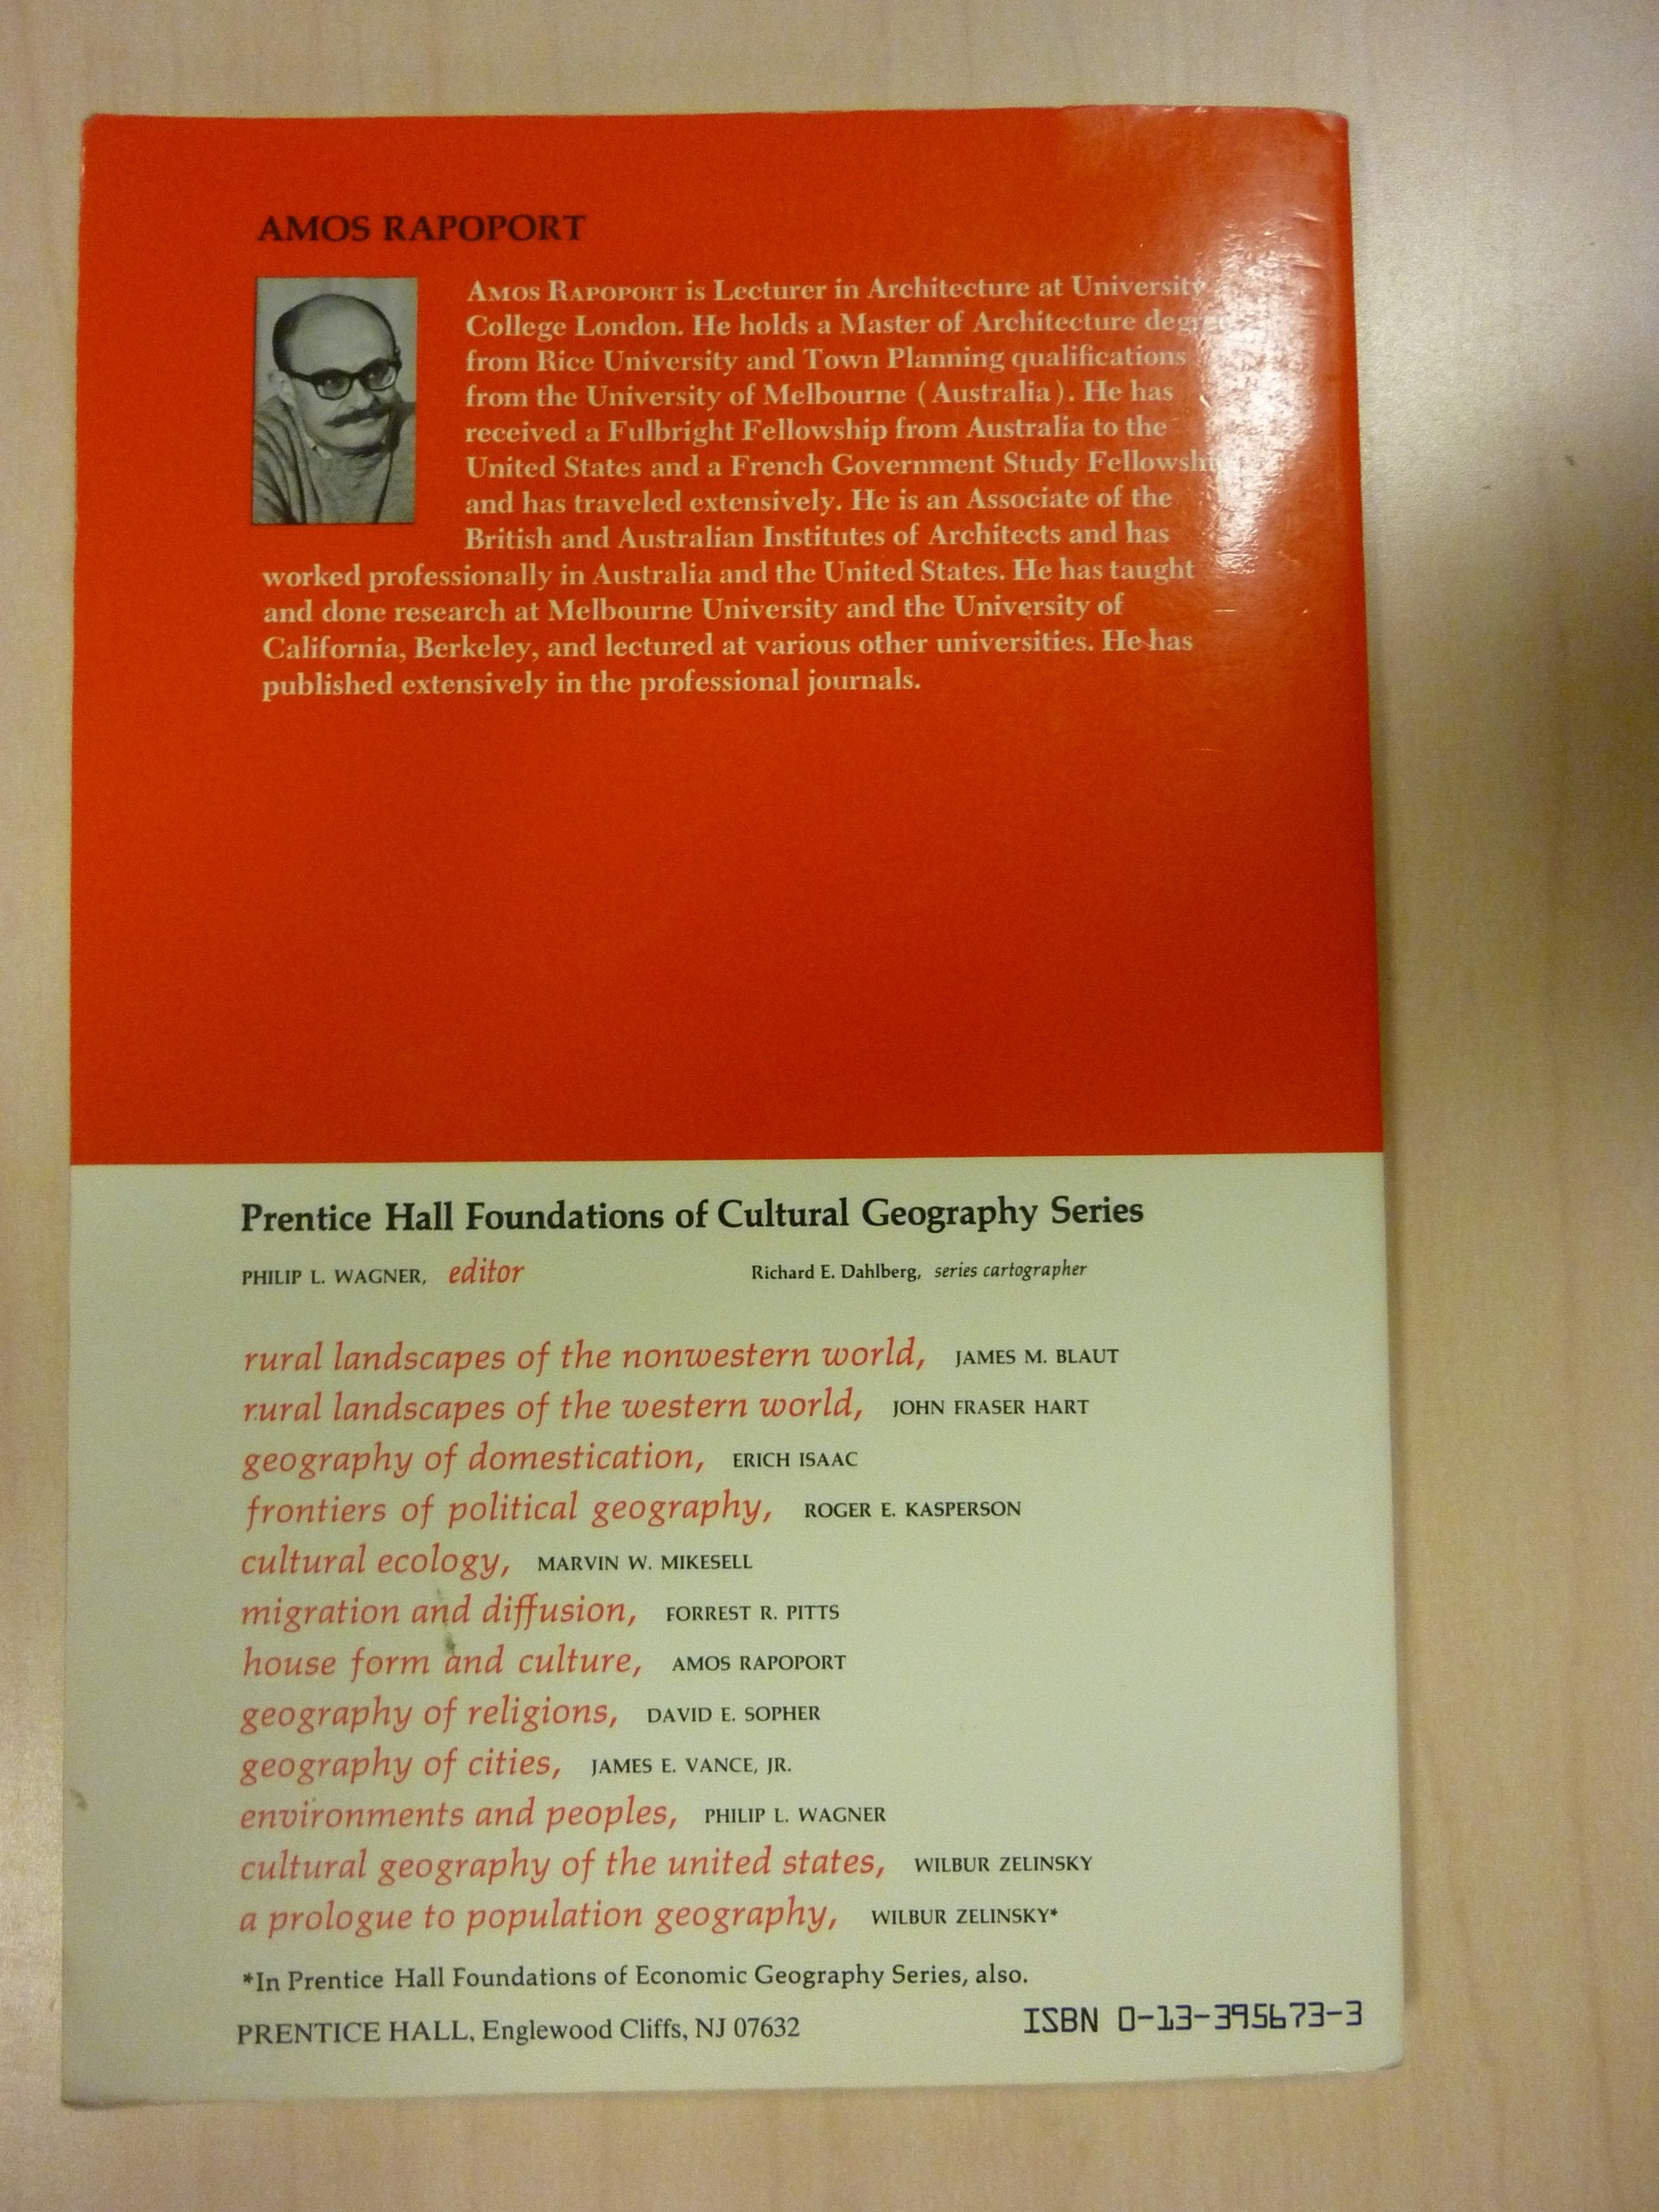 AMOS RAPOPORT
AMOS RAPOPORT is Lecturer in Architecture at University
College London. He holds a Master of Architecture degree
from Rice University and Town Planning qualifications
from the University of Melbourne (Australia). He has
received a Fulbright Fellowship from Australia to the
United States and a French Government Study Fellowship
and has traveled extensively. He is an Associate of the
British and Australian Institutes of Architects and has
worked professionally in Australia and the United States. He has taught
and done research at Melbourne University and the University of
California, Berkeley, and lectured at various other universities. He has
published extensively in the professional journals.
Prentice Hall Foundations of Cultural Geography Series
PHILIP L. WAGNER, editor Richard E. Dahlberg, series cartographer
rural landscapes of the nonwestern world, JAMES M. BLAUT
rural landscapes of the western world, JOHN FRASER HART
geography of domestication, ERICH ISAAC
frontiers of political geography, ROGER E. KASPERSON
cultural ecology, MARVIN W. MIKESELL
migration and diffusion, FORREST R. PITTS
house form and culture, AMOS RAPOPORT
geography of religions, DAVID E. SOPHER
geography of cities, JAMES E. VANCE, JR.
environments and peoples, PHILIP L. WAGNER
cultural geography of the united states, WILBUR ZELINSKY
a prologue to population geography, WILBUR ZELINSKY*
*In Prentice Hall Foundations of Economic Geography Series, also.
PRENTICE HALL, Englewood Cliffs, NJ 07632 ISBN 0-13-395673-3